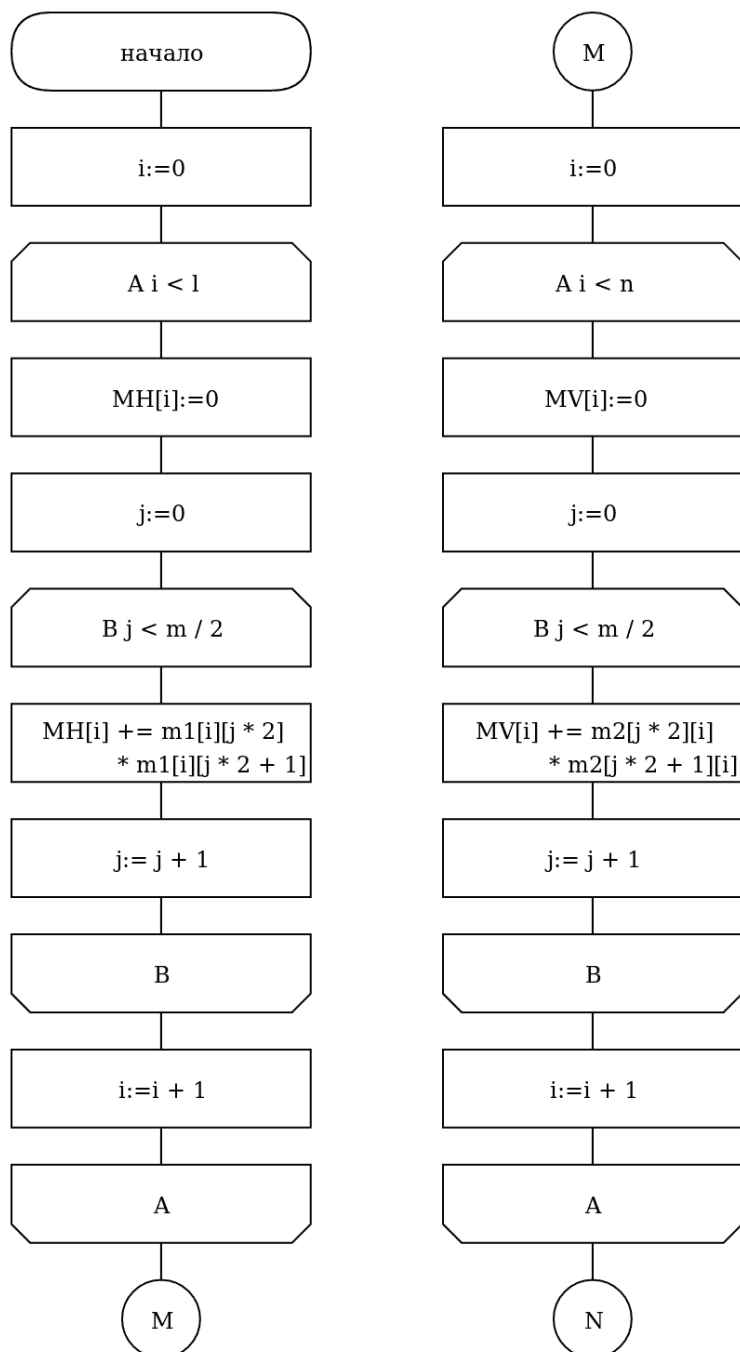 начало
i:=0
A i < l
MH[i]:=0
j:=0
B j < m / 2
MH[i] += m1[i][j * 2]
* m1[i][j * 2 + 1]
j:= j + 1
B
i:=i + 1
A
M
M
i:=0
A i < n
MV[i]:=0
j:=0
B j < m / 2
MV[i] += m2[j * 2][i]
* m2[j * 2 + 1][i]
j:= j + 1
B
i:=i + 1
A
N